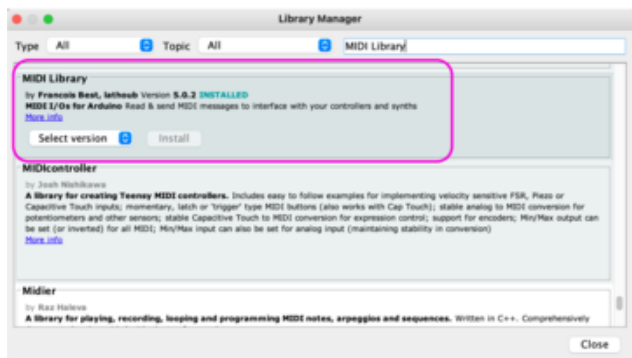 Library Manager
Type All Topic All MIDI Library
MIDI Library
by Francois Best, lathoub Version 5.0.2 INSTALLED
MIDI I/Os for Arduino Read & send MIDI messages to interface with your controllers and synths
More info
Select version Install
MIDIcontroller
by Josh Nishikawa
A library for creating Teensy MIDI controllers. Includes easy to follow examples for implementing velocity sensitive FSR, Piezo or
Capacitive Touch inputs; momentary, latch or 'trigger' type MIDI buttons (also works with Cap Touch); stable analog to MIDI conversion for
potentiometers and other sensors; stable Capacitive Touch to MIDI conversion for expression control; support for encoders; Min/Max output can
be set (or inverted) for all MIDI; Min/Max input can also be set for analog input (maintaining stability in conversion)
More info
Midier
by Raz Haleva
A library for playing, recording, looping and programming MIDI notes, arpeggios and sequences. Written in C++. Comprehensively
Close